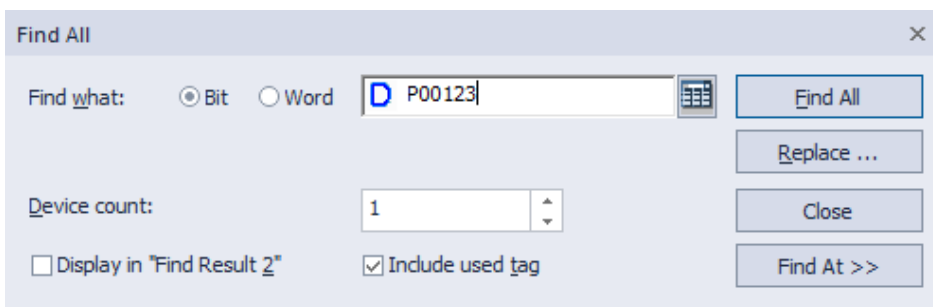 Find All
Find what: Bit Word D P00123 Find All
Replace ...
Device count: 1 Close
Display in "Find Result 2" Include used tag Find At >>